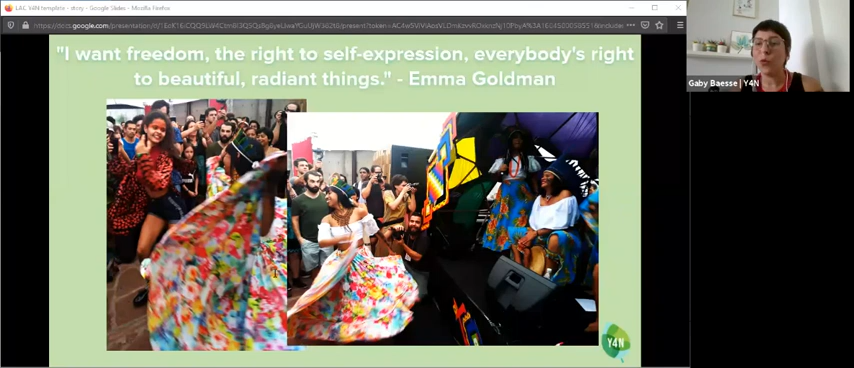 LAC Y4N template - story - Google Slides - Mozilla Firefox
"I want freedom, the right to self-expression, everybody's right
to beautiful, radiant things." - Emma Goldman
Gaby Baesse | Y4N
Y4N